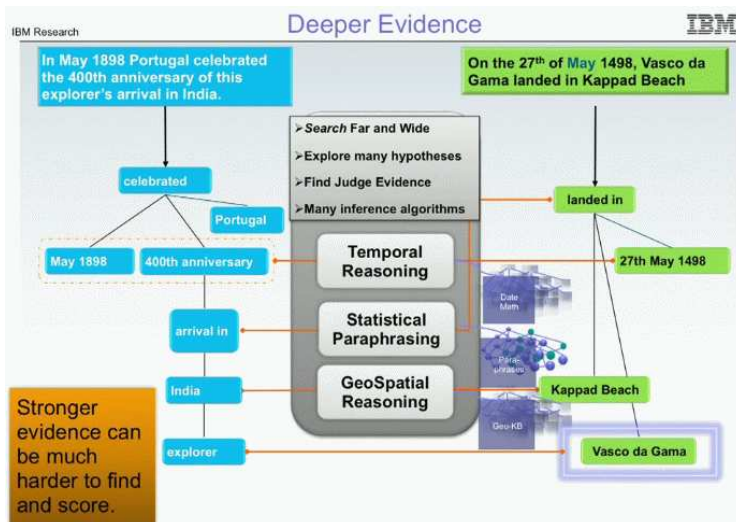 IBM Research
Deeper Evidence
IBM
In May 1898 Portugal celebrated
the 400th anniversary of this
explorer's arrival in India.
On the 27th of May 1498, Vasco da
Gama landed in Kappad Beach
➢Search Far and Wide
➢Explore many hypotheses
➢Find Judge Evidence
➢Many inference algorithms
celebrated
Portugal
landed in
May 1898
400th anniversary
Temporal
Reasoning
27th May 1498
Date
Math
arrival in
Statistical
Paraphrasing
Para-
phrases
India
GeoSpatial
Reasoning
Kappad Beach
Geo-KB
Stronger
evidence can
be much
harder to find
and score.
explorer
Vasco da Gama